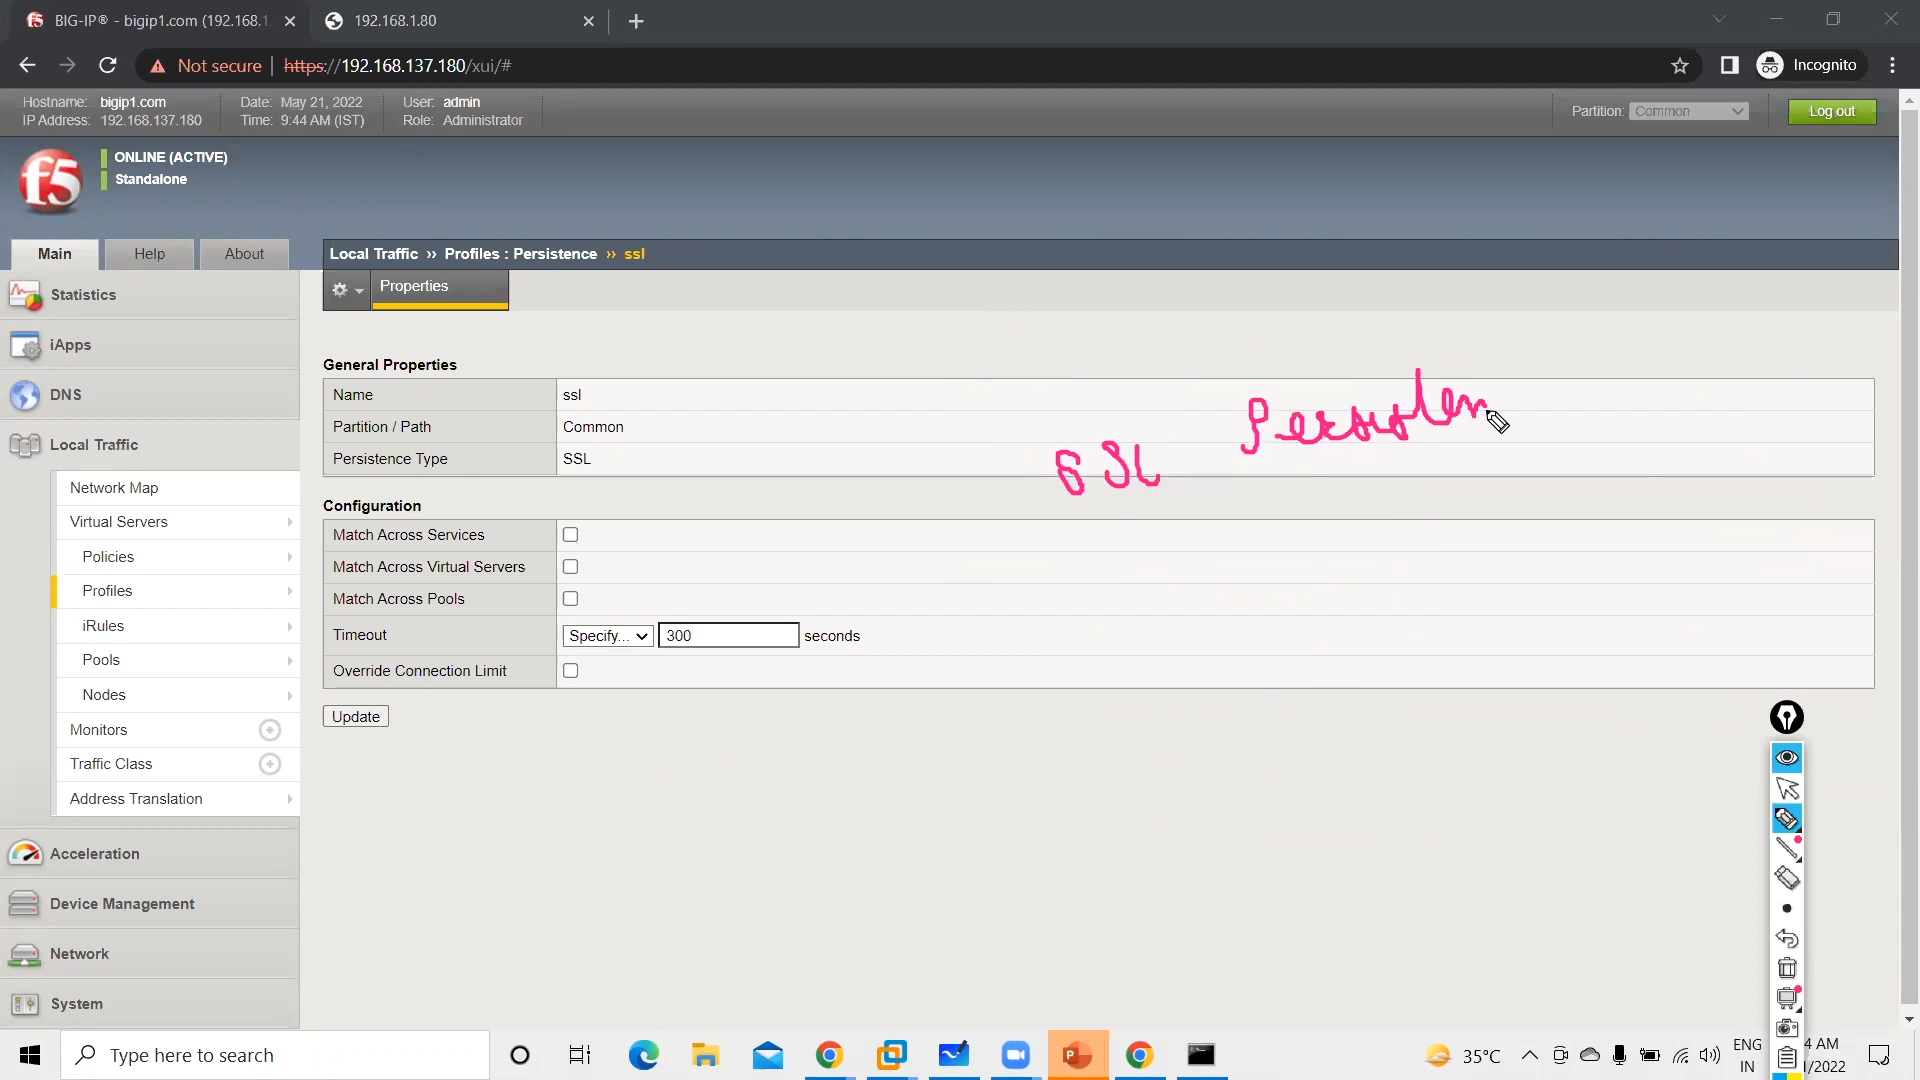 BIG-IP® - bigip1.com (192.168.1
192.168.1.80
Not secure
https://192.168.137.180/xui/#
Incognito
Hostname: bigip1.com Date: May 21, 2022 User: admin
IP Address: 192.168.137.180 Time: 9:44 AM (IST) Role: Administrator
Partition: Common
Log out
f5
ONLINE (ACTIVE)
Standalone
Main Help About
Local Traffic ›› Profiles : Persistence ›› ssl
Properties
Statistics
iApps
DNS
Local Traffic
Network Map
Virtual Servers
Policies
Profiles
iRules
Pools
Nodes
Monitors
Traffic Class
Address Translation
Acceleration
Device Management
Network
System
General Properties
Name ssl
Partition / Path Common
Persistence Type SSL
SSL
Configuration
Match Across Services
Match Across Virtual Servers
Match Across Pools
Timeout Specify... 300 seconds
Override Connection Limit
Update
Type here to search
35°C
ENG
IN
4 AM
/2022